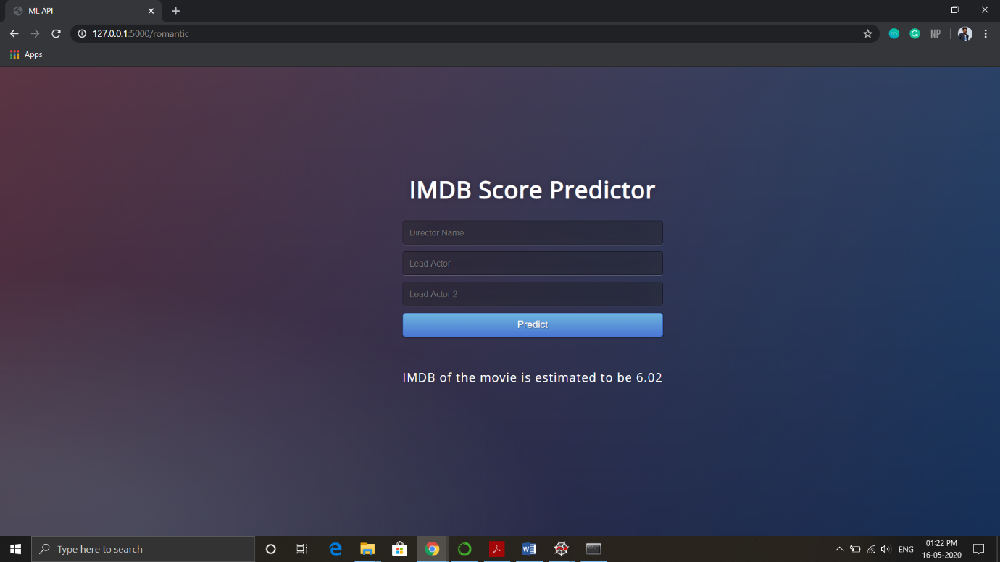 ML API
127.0.0.1:5000/romantic
NP
Apps
IMDB Score Predictor
Director Name
Lead Actor
Lead Actor 2
Predict
IMDB of the movie is estimated to be 6.02
Type here to search
ENG
01:22 PM
16-05-2020